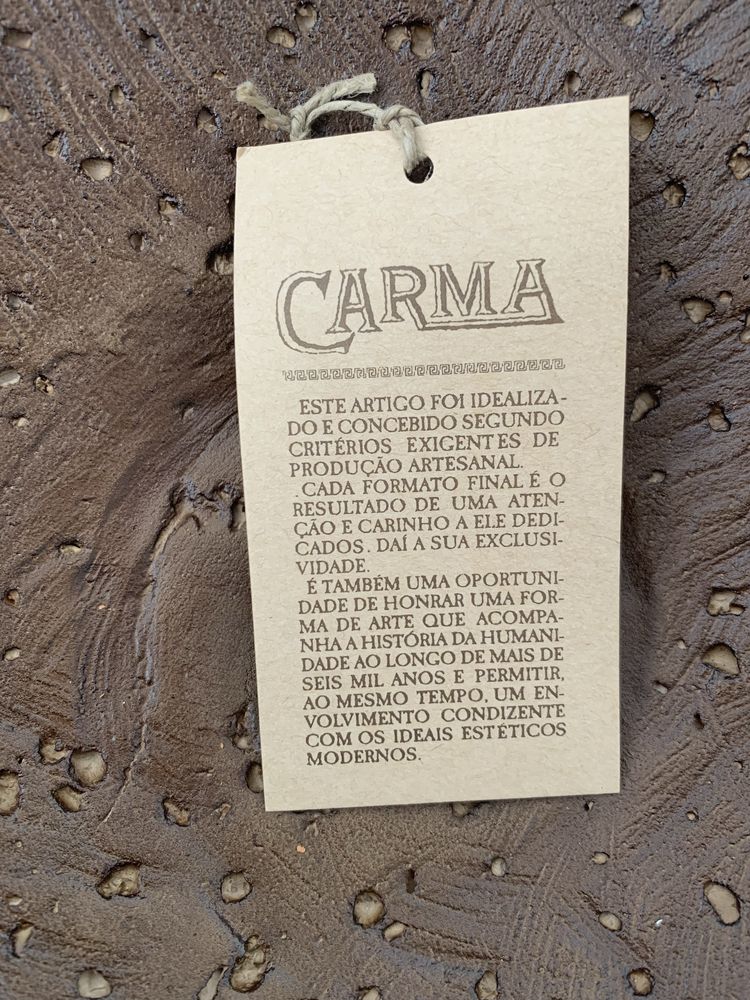 CARMA
ESTE ARTIGO FOI IDEALIZA-
DO E CONCEBIDO SEGUNDO
CRITÉRIOS EXIGENTES DE
PRODUÇÃO ARTESANAL.
. CADA FORMATO FINAL É O
RESULTADO DE UMA ATEN-
ÇÃO E CARINHO A ELE DEDI-
CADOS. DAÍ A SUA EXCLUSI-
VIDADE.
É TAMBÉM UMA OPORTUNI-
DADE DE HONRAR UMA FOR-
MA DE ARTE QUE ACOMPA-
NHA A HISTÓRIA DA HUMANI-
DADE AO LONGO DE MAIS DE
SEIS MIL ANOS E PERMITIR,
AO MESMO TEMPO, UM EN-
VOLVIMENTO CONDIZENTE
COM OS IDEAIS ESTÉTICOS
MODERNOS.